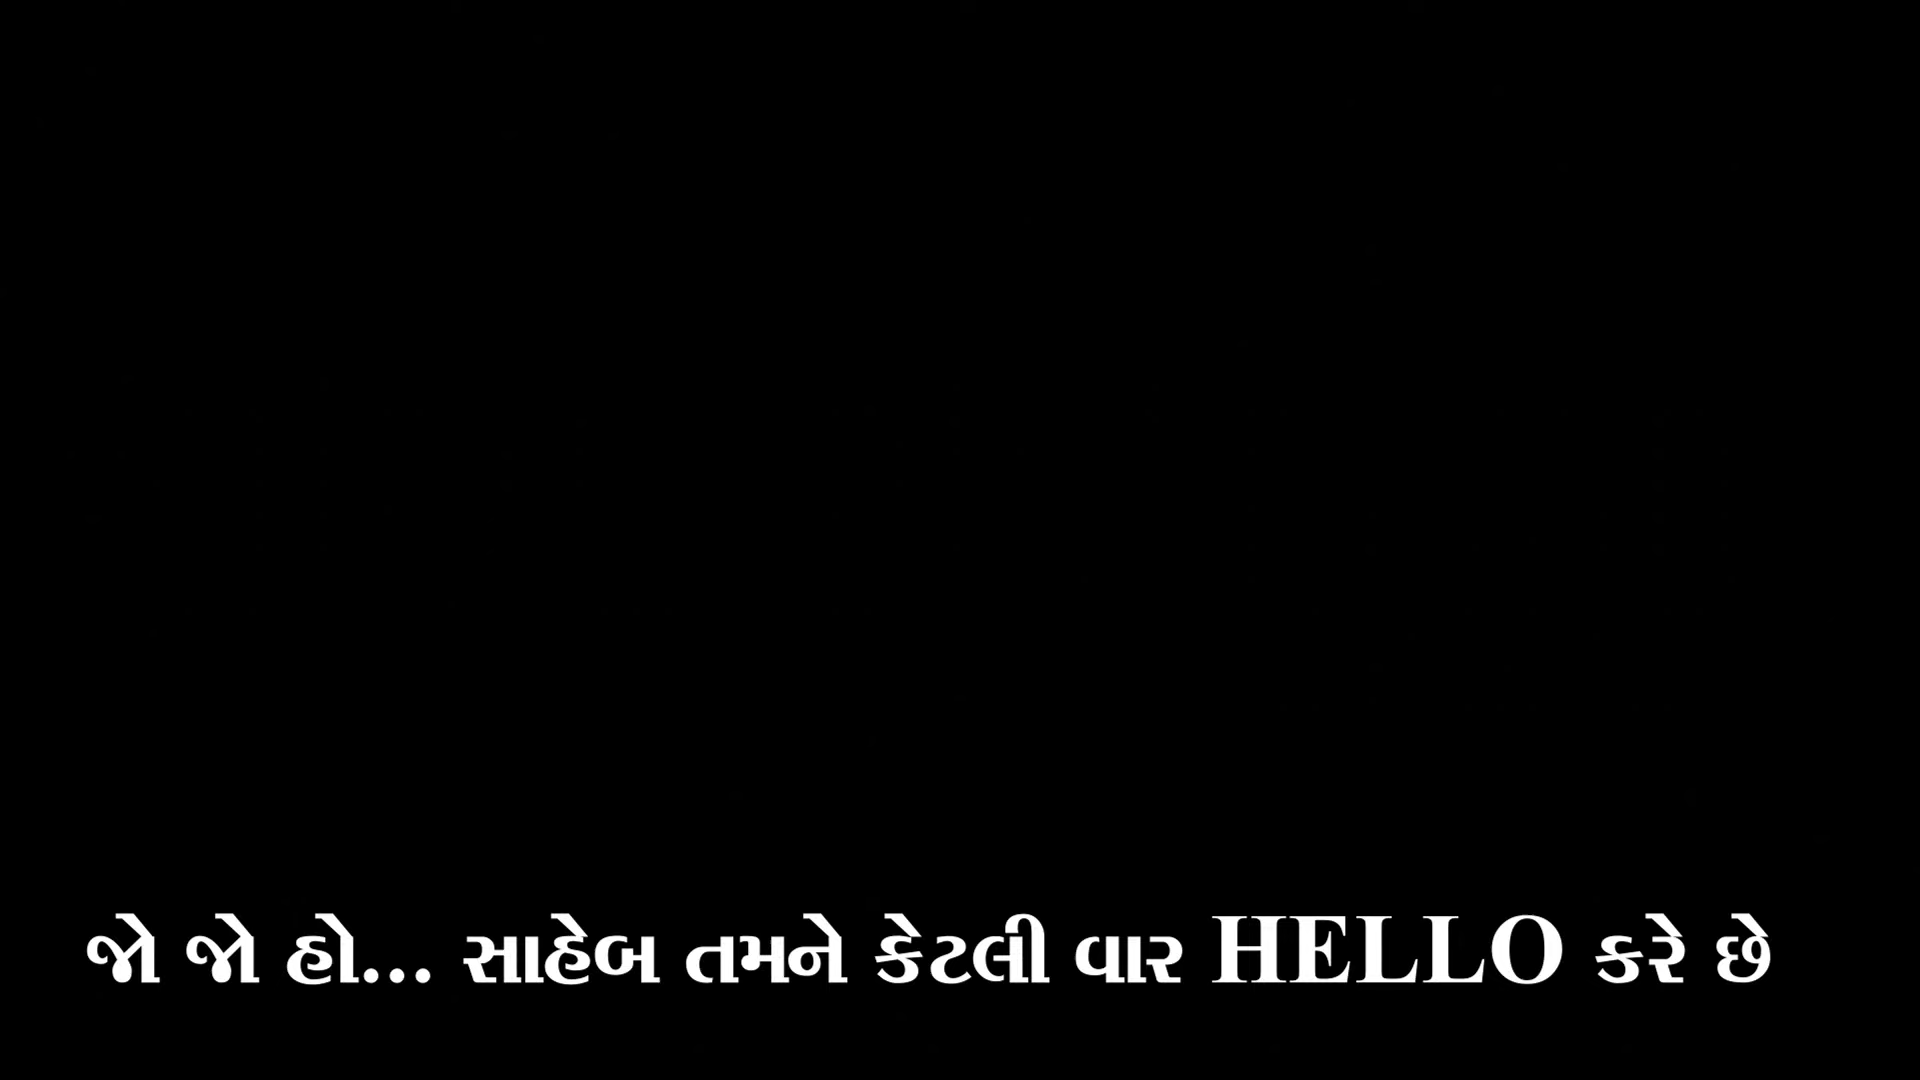 જો જો હો... સાહેબ તમને કેટલી વાર HELLO કરે છે